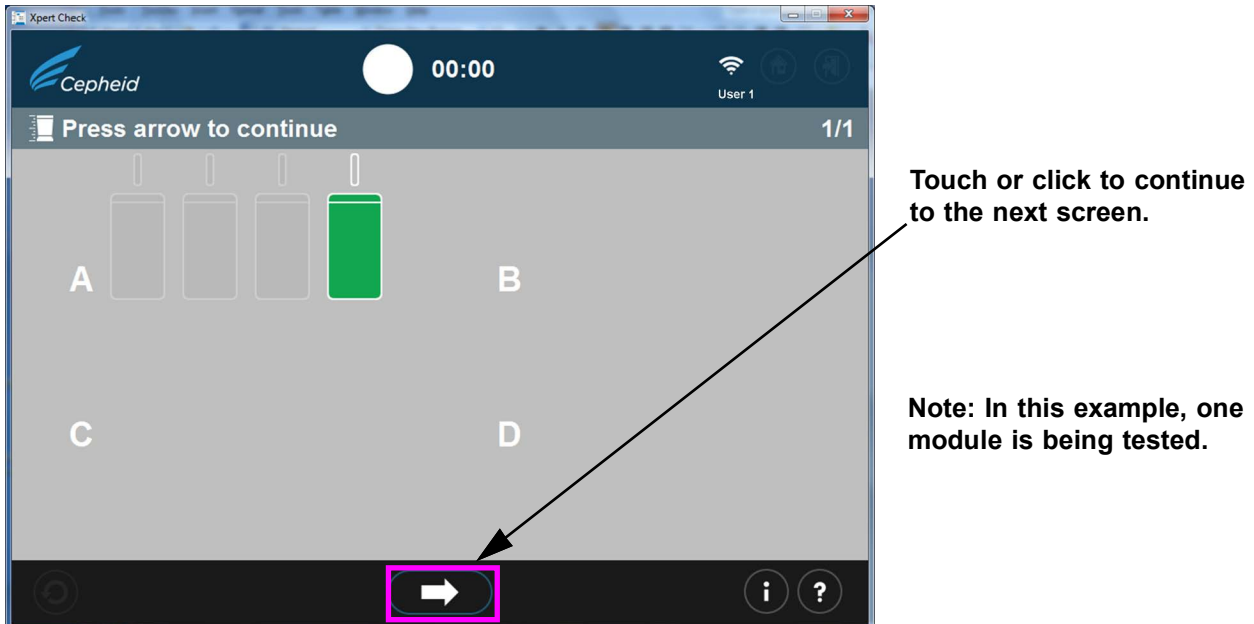 Xpert Check
Cepheid
00:00
User 1
Press arrow to continue
1/1
A
B
C
D
i
?
Touch or click to continue
to the next screen.
Note: In this example, one
module is being tested.